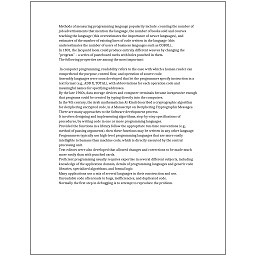 Methods of measuring programming language popularity include: counting the number of
job advertisements that mention the language, the number of books sold and courses
teaching the language (this overestimates the importance of newer languages), and
estimates of the number of existing lines of code written in the language (this
underestimates the number of users of business languages such as COBOL).
In 1801, the Jacquard loom could produce entirely different weaves by changing the
"program" – a series of pasteboard cards with holes punched in them.
The following properties are among the most important:

In computer programming, readability refers to the ease with which a human reader can
comprehend the purpose, control flow, and operation of source code.
Assembly languages were soon developed that let the programmer specify instruction in a
text format (e.g., ADD X, TOTAL), with abbreviations for each operation code and
meaningful names for specifying addresses.
By the late 1960s, data storage devices and computer terminals became inexpensive enough
that programs could be created by typing directly into the computers.
In the 9th century, the Arab mathematician Al-Kindi described a cryptographic algorithm
for deciphering encrypted code, in A Manuscript on Deciphering Cryptographic Messages.
There are many approaches to the Software development process.
It involves designing and implementing algorithms, step-by-step specifications of
procedures, by writing code in one or more programming languages.
Provided the functions in a library follow the appropriate run-time conventions (e.g.,
method of passing arguments), then these functions may be written in any other language.
Programmers typically use high-level programming languages that are more easily
intelligible to humans than machine code, which is directly executed by the central
processing unit.
Text editors were also developed that allowed changes and corrections to be made much
more easily than with punched cards.
Proficient programming usually requires expertise in several different subjects, including
knowledge of the application domain, details of programming languages and generic code
libraries, specialized algorithms, and formal logic.
Many applications use a mix of several languages in their construction and use.
Unreadable code often leads to bugs, inefficiencies, and duplicated code.
Normally the first step in debugging is to attempt to reproduce the problem.